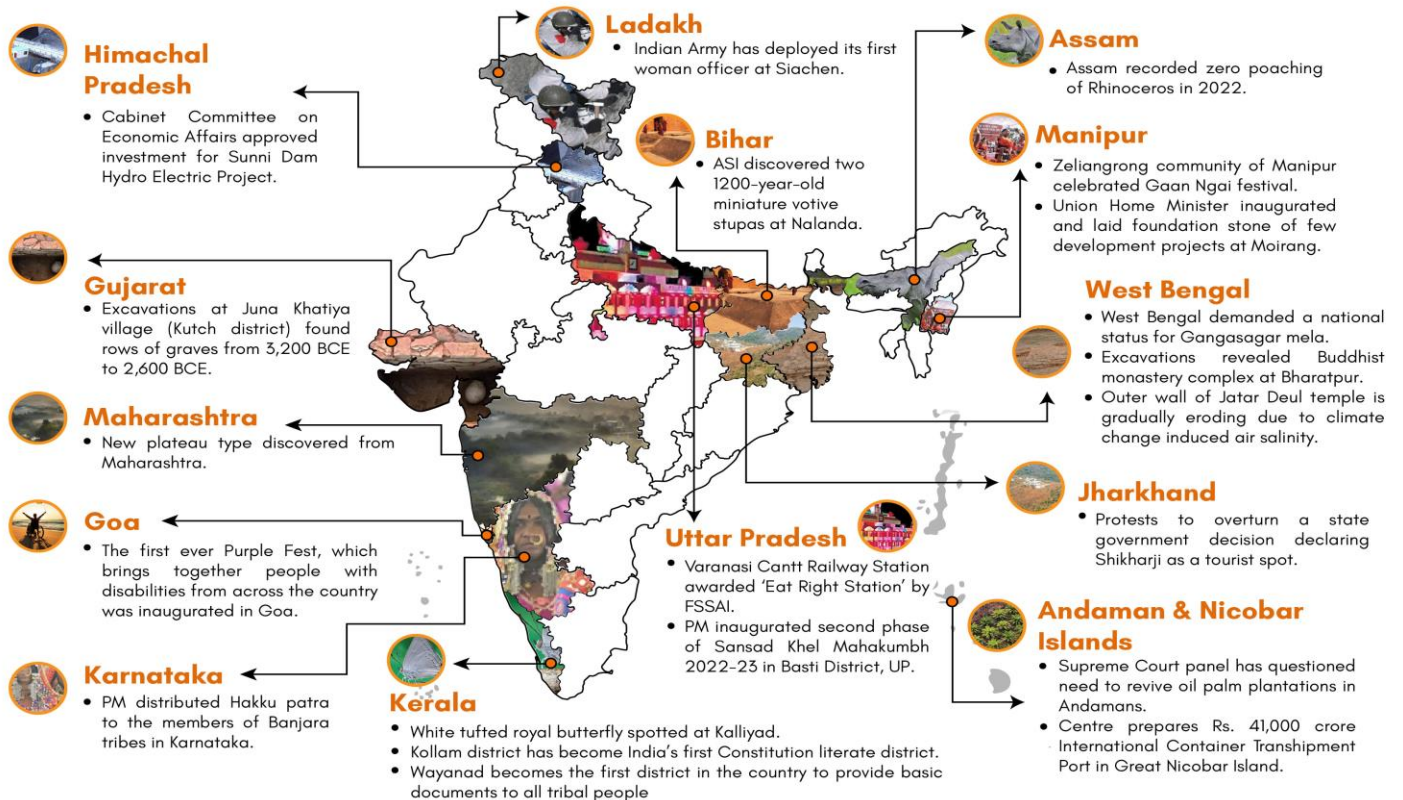 Himachal
Pradesh
• Cabinet Committee on
Economic Affairs approved
investment for Sunni Dam
Hydro Electric Project.
Ladakh
• Indian Army has deployed its first
woman officer at Siachen.
Bihar
• ASI discovered two
1200-year-old
miniature votive
stupas at Nalanda.
Assam
• Assam recorded zero poaching
of Rhinoceros in 2022.
Manipur
• Zeliangrong community of Manipur
celebrated Gaan Ngai festival.
• Union Home Minister inaugurated
and laid foundation stone of few
development projects at Moirang.
Gujarat
• Excavations at Juna Khatiya
village (Kutch district) found
rows of graves from 3,200 BCE
to 2,600 BCE.
West Bengal
• West Bengal demanded a national
status for Gangasagar mela.
• Excavations revealed Buddhist
monastery complex at Bharatpur.
• Outer wall of Jatar Deul temple is
gradually eroding due to climate
change induced air salinity.
Maharashtra
• New plateau type discovered from
Maharashtra.
Jharkhand
• Protests to overturn a state
government decision declaring
Shikharji as a tourist spot.
Goa
• The first ever Purple Fest, which
brings together people with
disabilities from across the country
was inaugurated in Goa.
Uttar Pradesh
• Varanasi Cantt Railway Station
awarded ‘Eat Right Station’ by
FSSAI.
• PM inaugurated second phase
of Sansad Khel Mahakumbh
2022-23 in Basti District, UP.
Andaman & Nicobar
Islands
• Supreme Court panel has questioned
need to revive oil palm plantations in
Andamans.
• Centre prepares Rs. 41,000 crore
International Container Transhipment
Port in Great Nicobar Island.
Karnataka
• PM distributed Hakku patra
to the members of Banjara
tribes in Karnataka.
Kerala
• White tufted royal butterfly spotted at Kalliyad.
• Kollam district has become India’s first Constitution literate district.
• Wayanad becomes the first district in the country to provide basic
documents to all tribal people